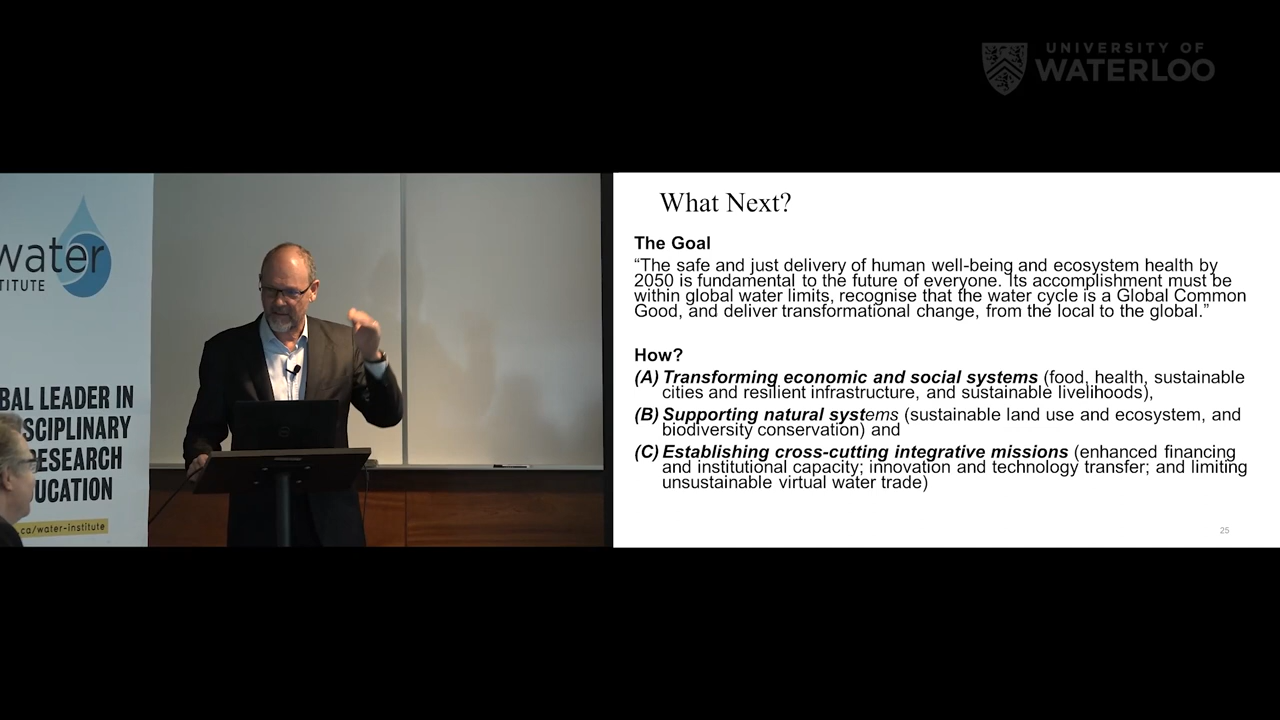 UNIVERSITY OF
WATERLOO
water
TITUTE
BAL LEADER IN
SCIPLINARY
RESEARCH
UCATION
.ca/water-institute
DELL
What Next?
The Goal
“The safe and just delivery of human well-being and ecosystem health by
2050 is fundamental to the future of everyone. Its accomplishment must be
within global water limits, recognise that the water cycle is a Global Common
Good, and deliver transformational change, from the local to the global.”
How?
(A) Transforming economic and social systems (food, health, sustainable
cities and resilient infrastructure, and sustainable livelihoods),
(B) Supporting natural systems (sustainable land use and ecosystem, and
biodiversity conservation) and
(C) Establishing cross-cutting integrative missions (enhanced financing
and institutional capacity; innovation and technology transfer; and limiting
unsustainable virtual water trade)
25